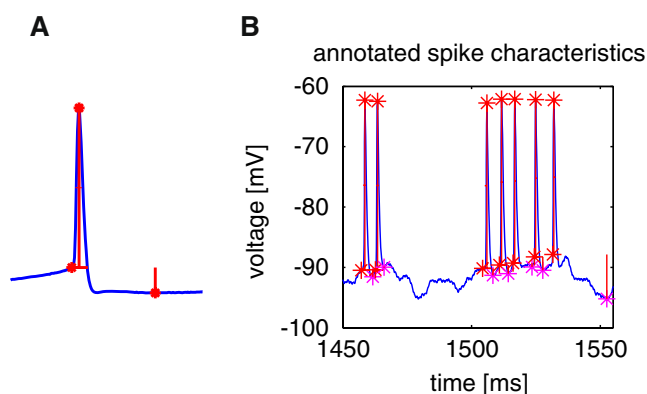 A
B
annotated spike characteristics
voltage [mV]
-60
-70
-80
-90
-100
1450
1500
1550
time [ms]